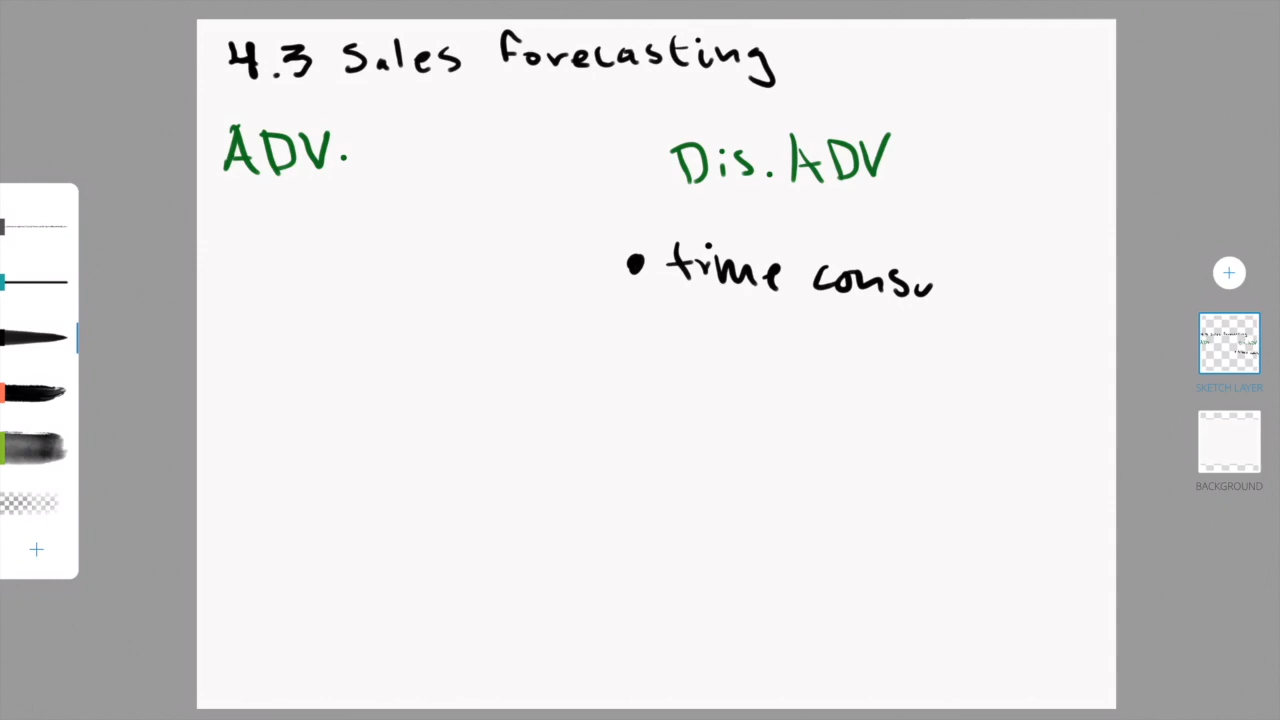 4.3 Sales forecasting
ADV.
Dis. ADV
• time consu
SKETCH LAYER
BACKGROUND